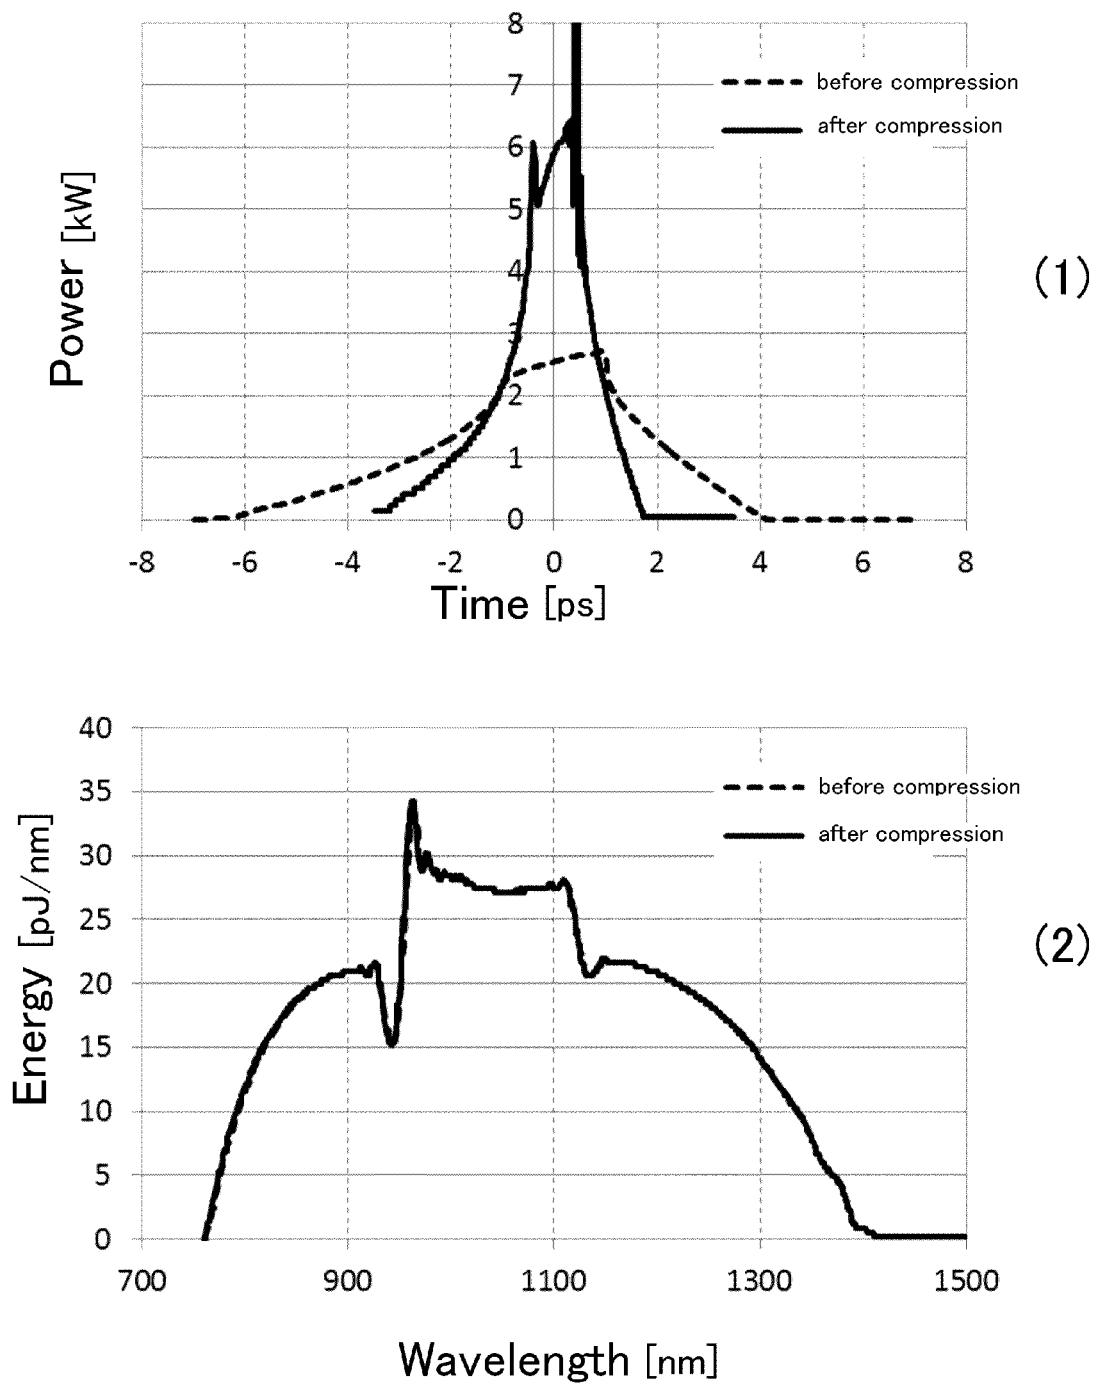 8
7
6
5
4
3
2
1
0
Power [kW]
before compression
after compression
(1)
-8 -6 -4 -2 0 2 4 6 8
Time [ps]
40
35
30
25
20
15
10
5
0
Energy [pJ/nm]
before compression
after compression
(2)
700 900 1100 1300 1500
Wavelength [nm]